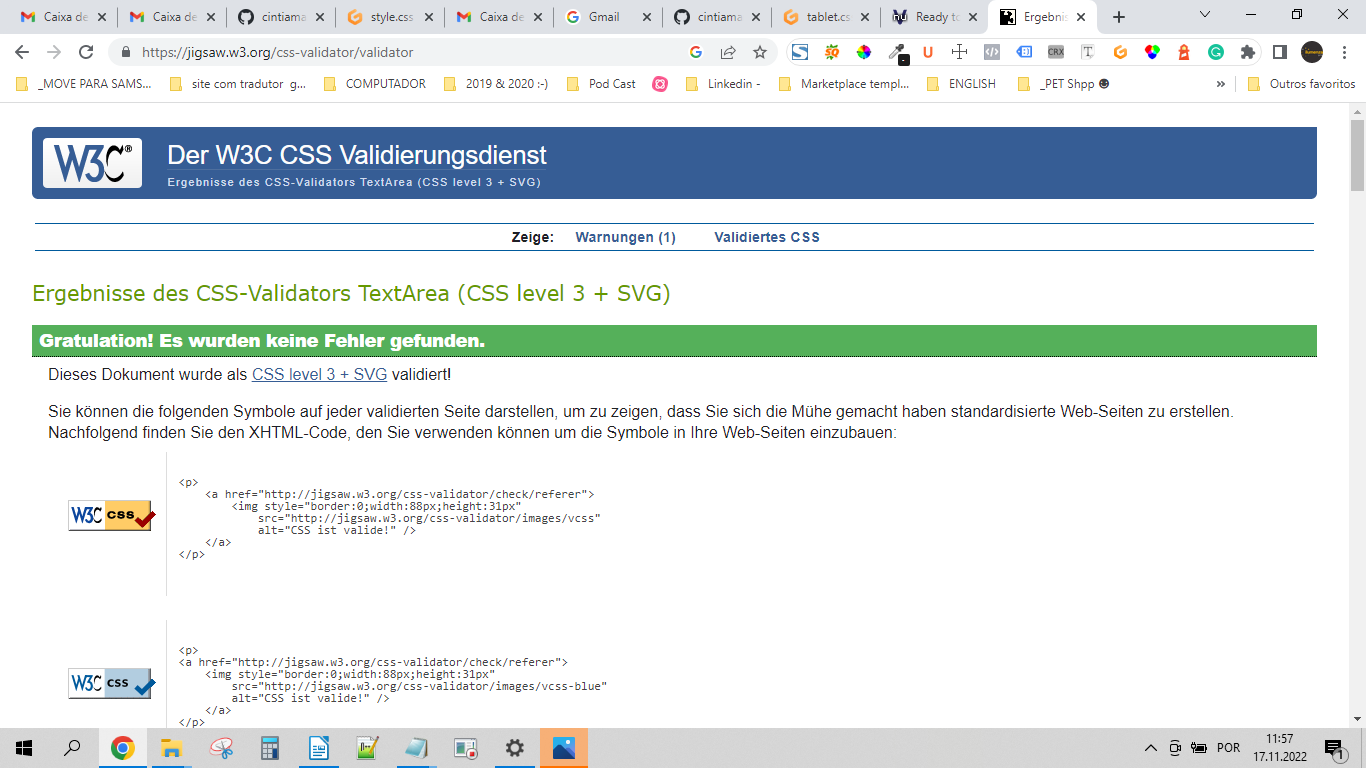 Caixa de
Caixa de
cintiama
style.css
Caixa de
Gmail
cintiama
tablet.cs
Ready to
Ergebnis
https://jigsaw.w3.org/css-validator/validator
CRX
_MOVE PARA SAMS...
site com tradutor g...
COMPUTADOR
2019 & 2020 :-)
Pod Cast
Linkedin -
Marketplace templ...
ENGLISH
_PET Shpp ☻
»
Outros favoritos
W3C®
Der W3C CSS Validierungsdienst
Ergebnisse des CSS-Validators TextArea (CSS level 3 + SVG)
Zeige: Warnungen (1) Validiertes CSS
Ergebnisse des CSS-Validators TextArea (CSS level 3 + SVG)
Gratulation! Es wurden keine Fehler gefunden.
Dieses Dokument wurde als CSS level 3 + SVG validiert!
Sie können die folgenden Symbole auf jeder validierten Seite darstellen, um zu zeigen, dass Sie sich die Mühe gemacht haben standardisierte Web-Seiten zu erstellen.
Nachfolgend finden Sie den XHTML-Code, den Sie verwenden können um die Symbole in Ihre Web-Seiten einzubauen:
W3C css
<p>
<a href="http://jigsaw.w3.org/css-validator/check/referer">
<img style="border:0;width:88px;height:31px"
src="http://jigsaw.w3.org/css-validator/images/vcss"
alt="CSS ist valide!" />
</a>
</p>
W3C css
<p>
<a href="http://jigsaw.w3.org/css-validator/check/referer">
<img style="border:0;width:88px;height:31px"
src="http://jigsaw.w3.org/css-validator/images/vcss-blue"
alt="CSS ist valide!" />
</a>
</p>
POR
11:57
17.11.2022
1